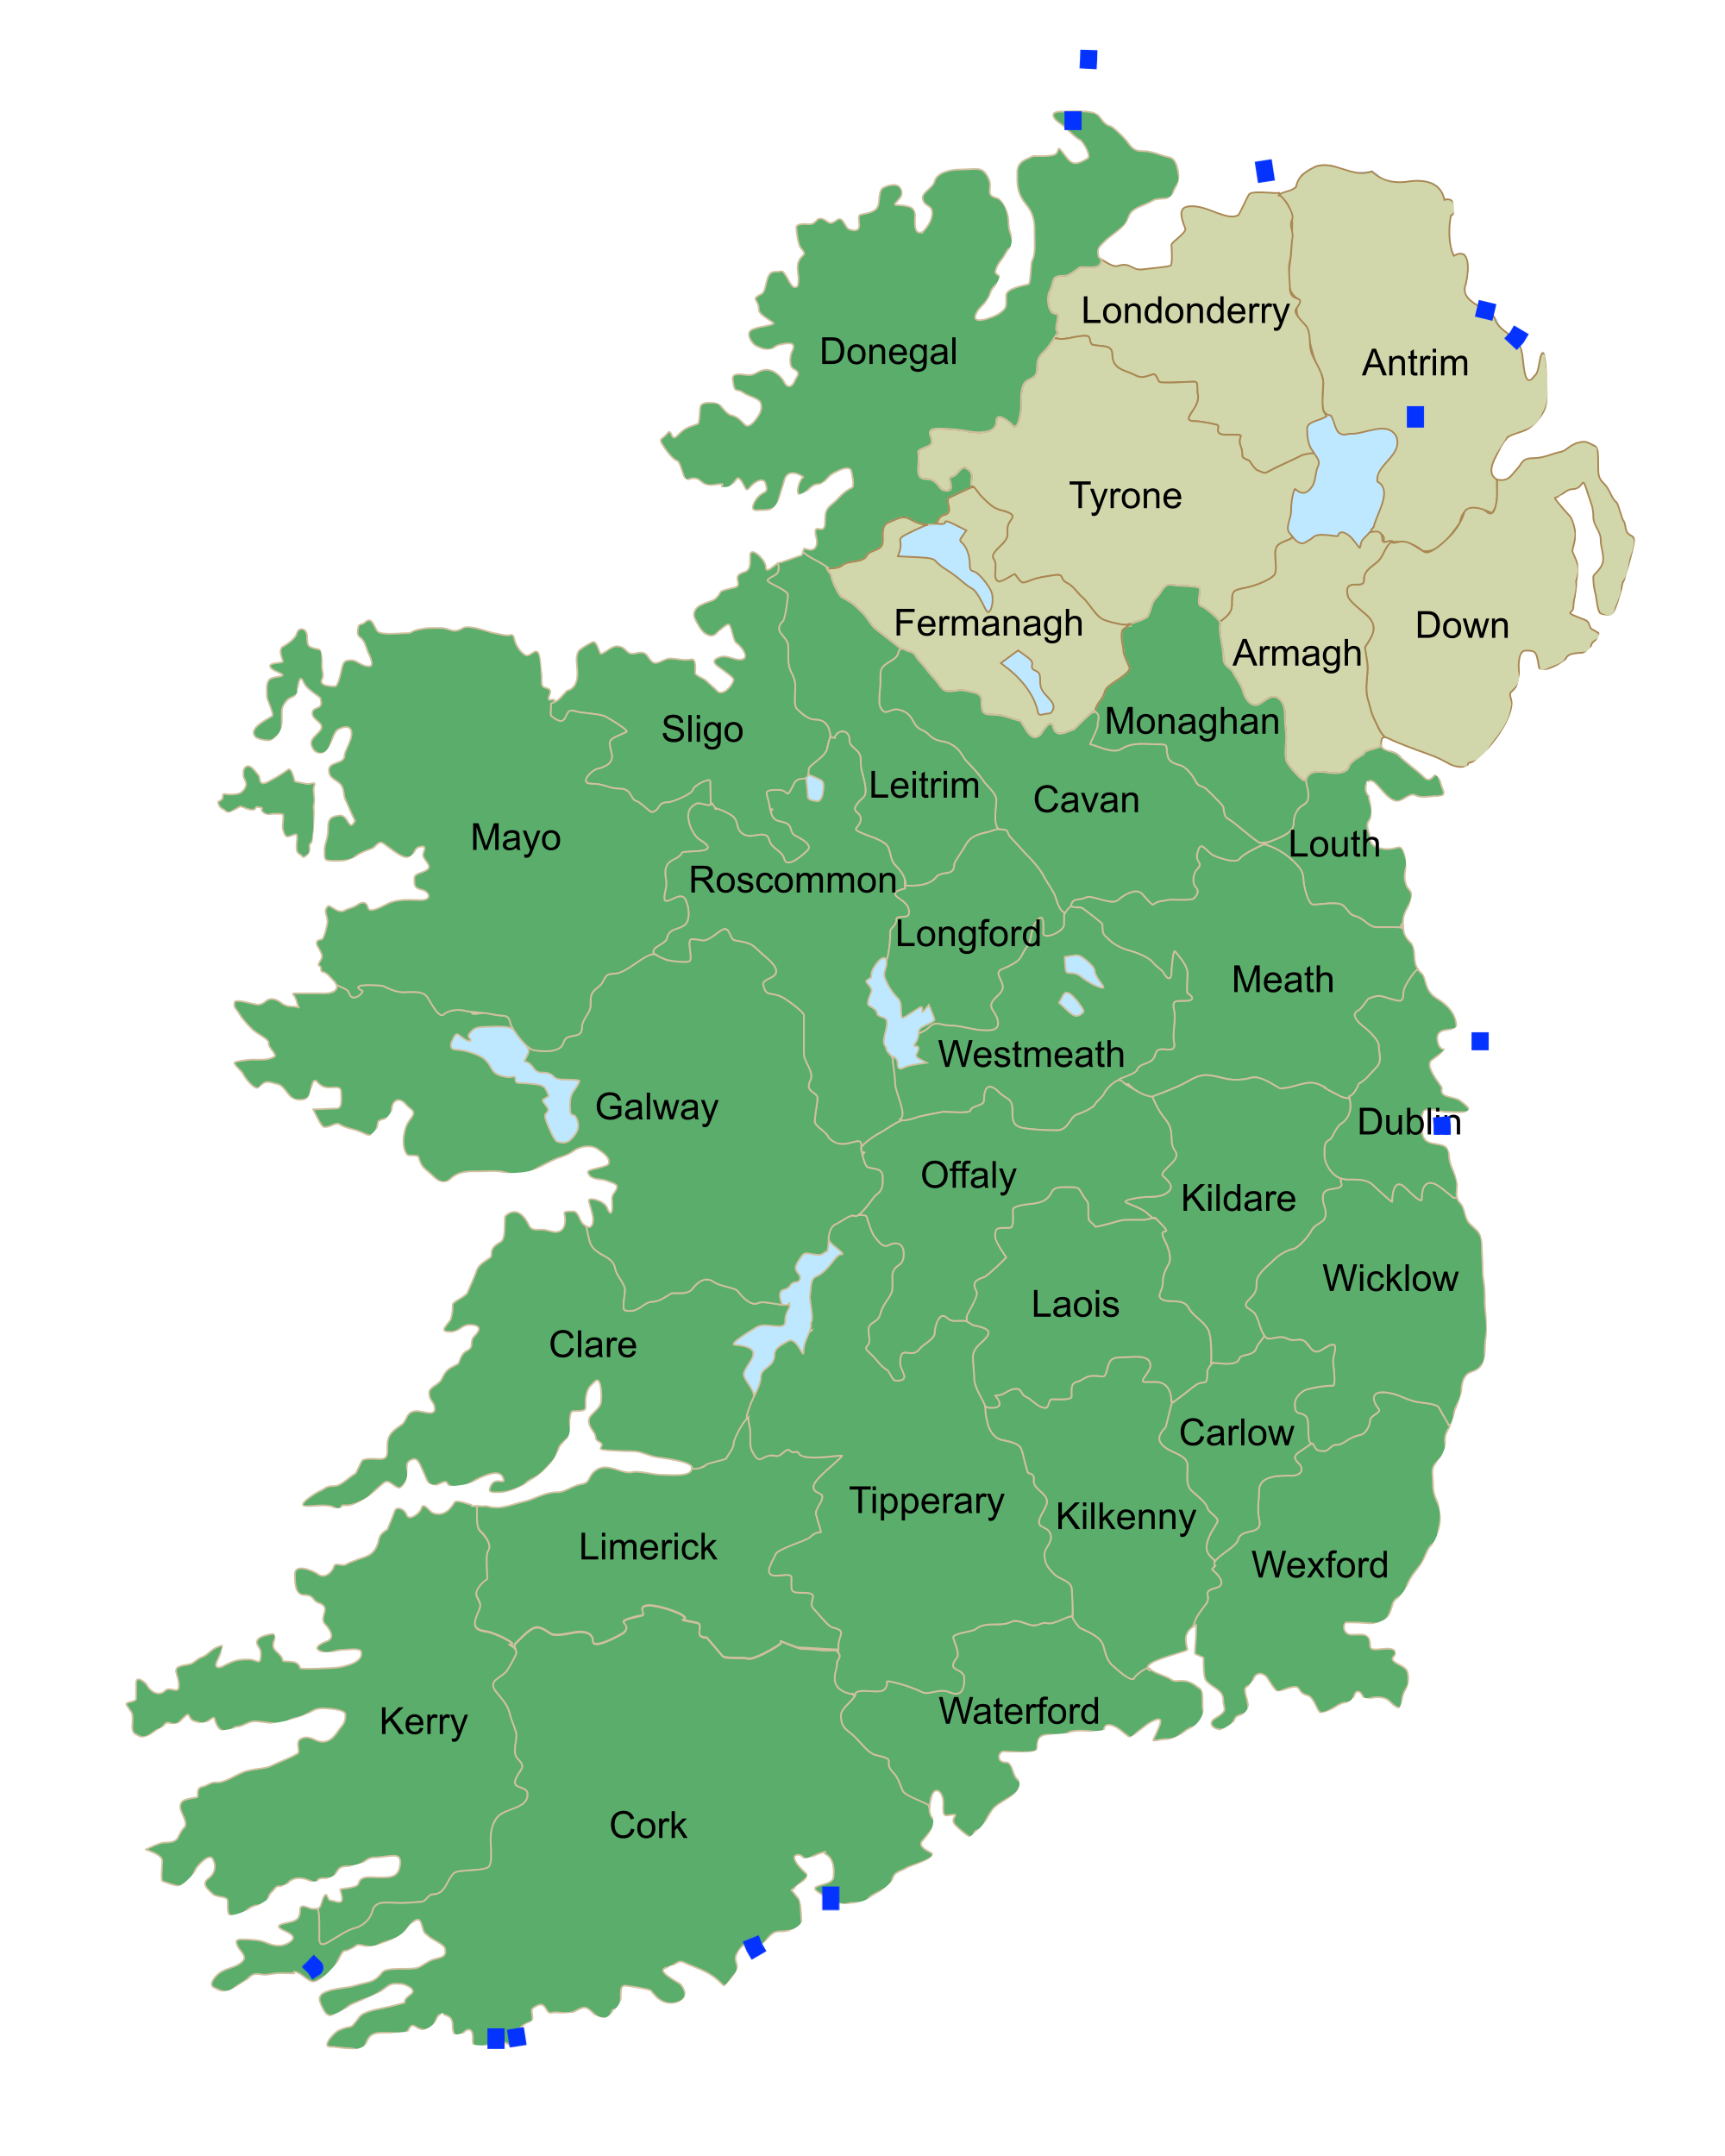 Londonderry
Donegal
Antrim
Tyrone
Fermanagh
Down
Armagh
Monaghan
Sligo
Leitrim
Cavan
Mayo
Louth
Roscommon
Longford
Meath
Westmeath
Galway
Dublin
Offaly
Kildare
Wicklow
Laois
Clare
Carlow
Tipperary
Kilkenny
Limerick
Wexford
Waterford
Kerry
Cork